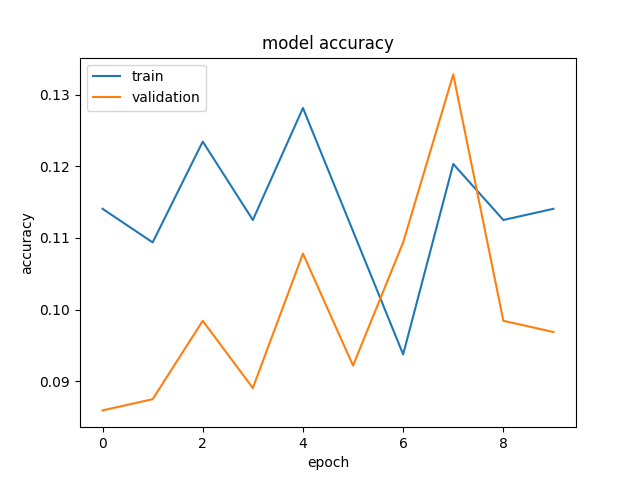 model accuracy
train
validation
0.13
0.12
0.11
0.10
0.09
accuracy
0 2 4 6 8
epoch